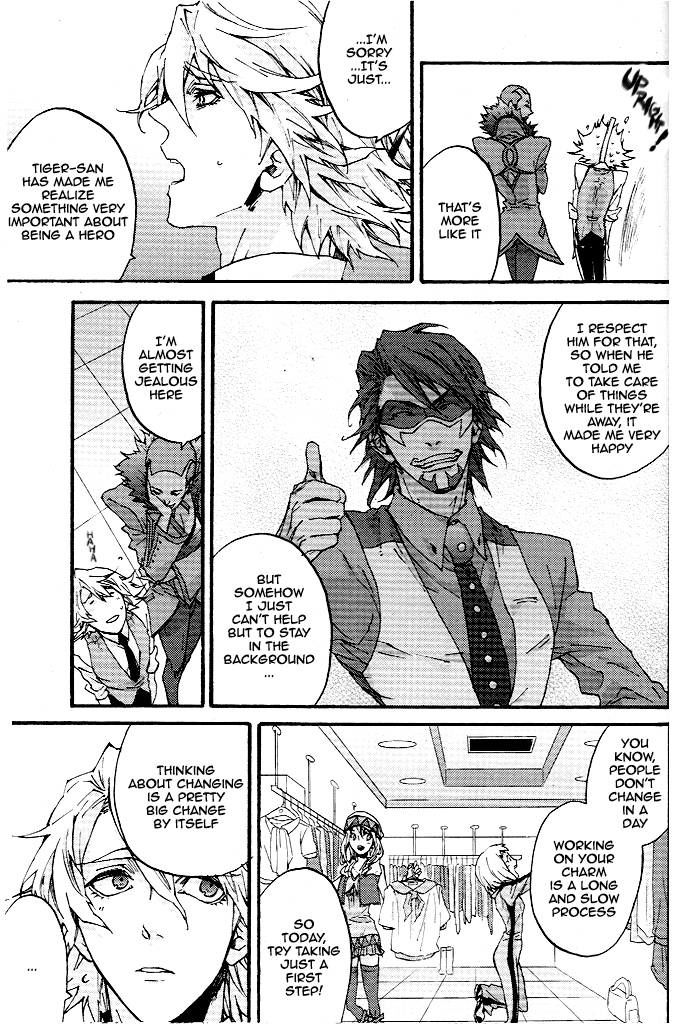 UPRAGH!
THAT'S
MORE
LIKE IT
...I'M
SORRY
...IT'S
JUST...
TIGER-SAN
HAS MADE ME
REALIZE
SOMETHING VERY
IMPORTANT ABOUT
BEING A HERO
I RESPECT
HIM FOR THAT,
SO WHEN HE
TOLD ME
TO TAKE CARE
OF THINGS
WHILE THEY'RE
AWAY, IT
MADE ME VERY
HAPPY
BUT
SOMEHOW
I JUST
CAN'T HELP
BUT TO STAY
IN THE
BACKGROUND
...
I'M
ALMOST
GETTING
JEALOUS
HERE
HAHA
YOU
KNOW,
PEOPLE
DON'T
CHANGE IN
A DAY
WORKING
ON YOUR
CHARM
IS A LONG
AND SLOW
PROCESS
SO
TODAY,
TRY TAKING
JUST A
FIRST
STEP!
THINKING
ABOUT CHANGING
IS A PRETTY
BIG CHANGE
BY ITSELF
...